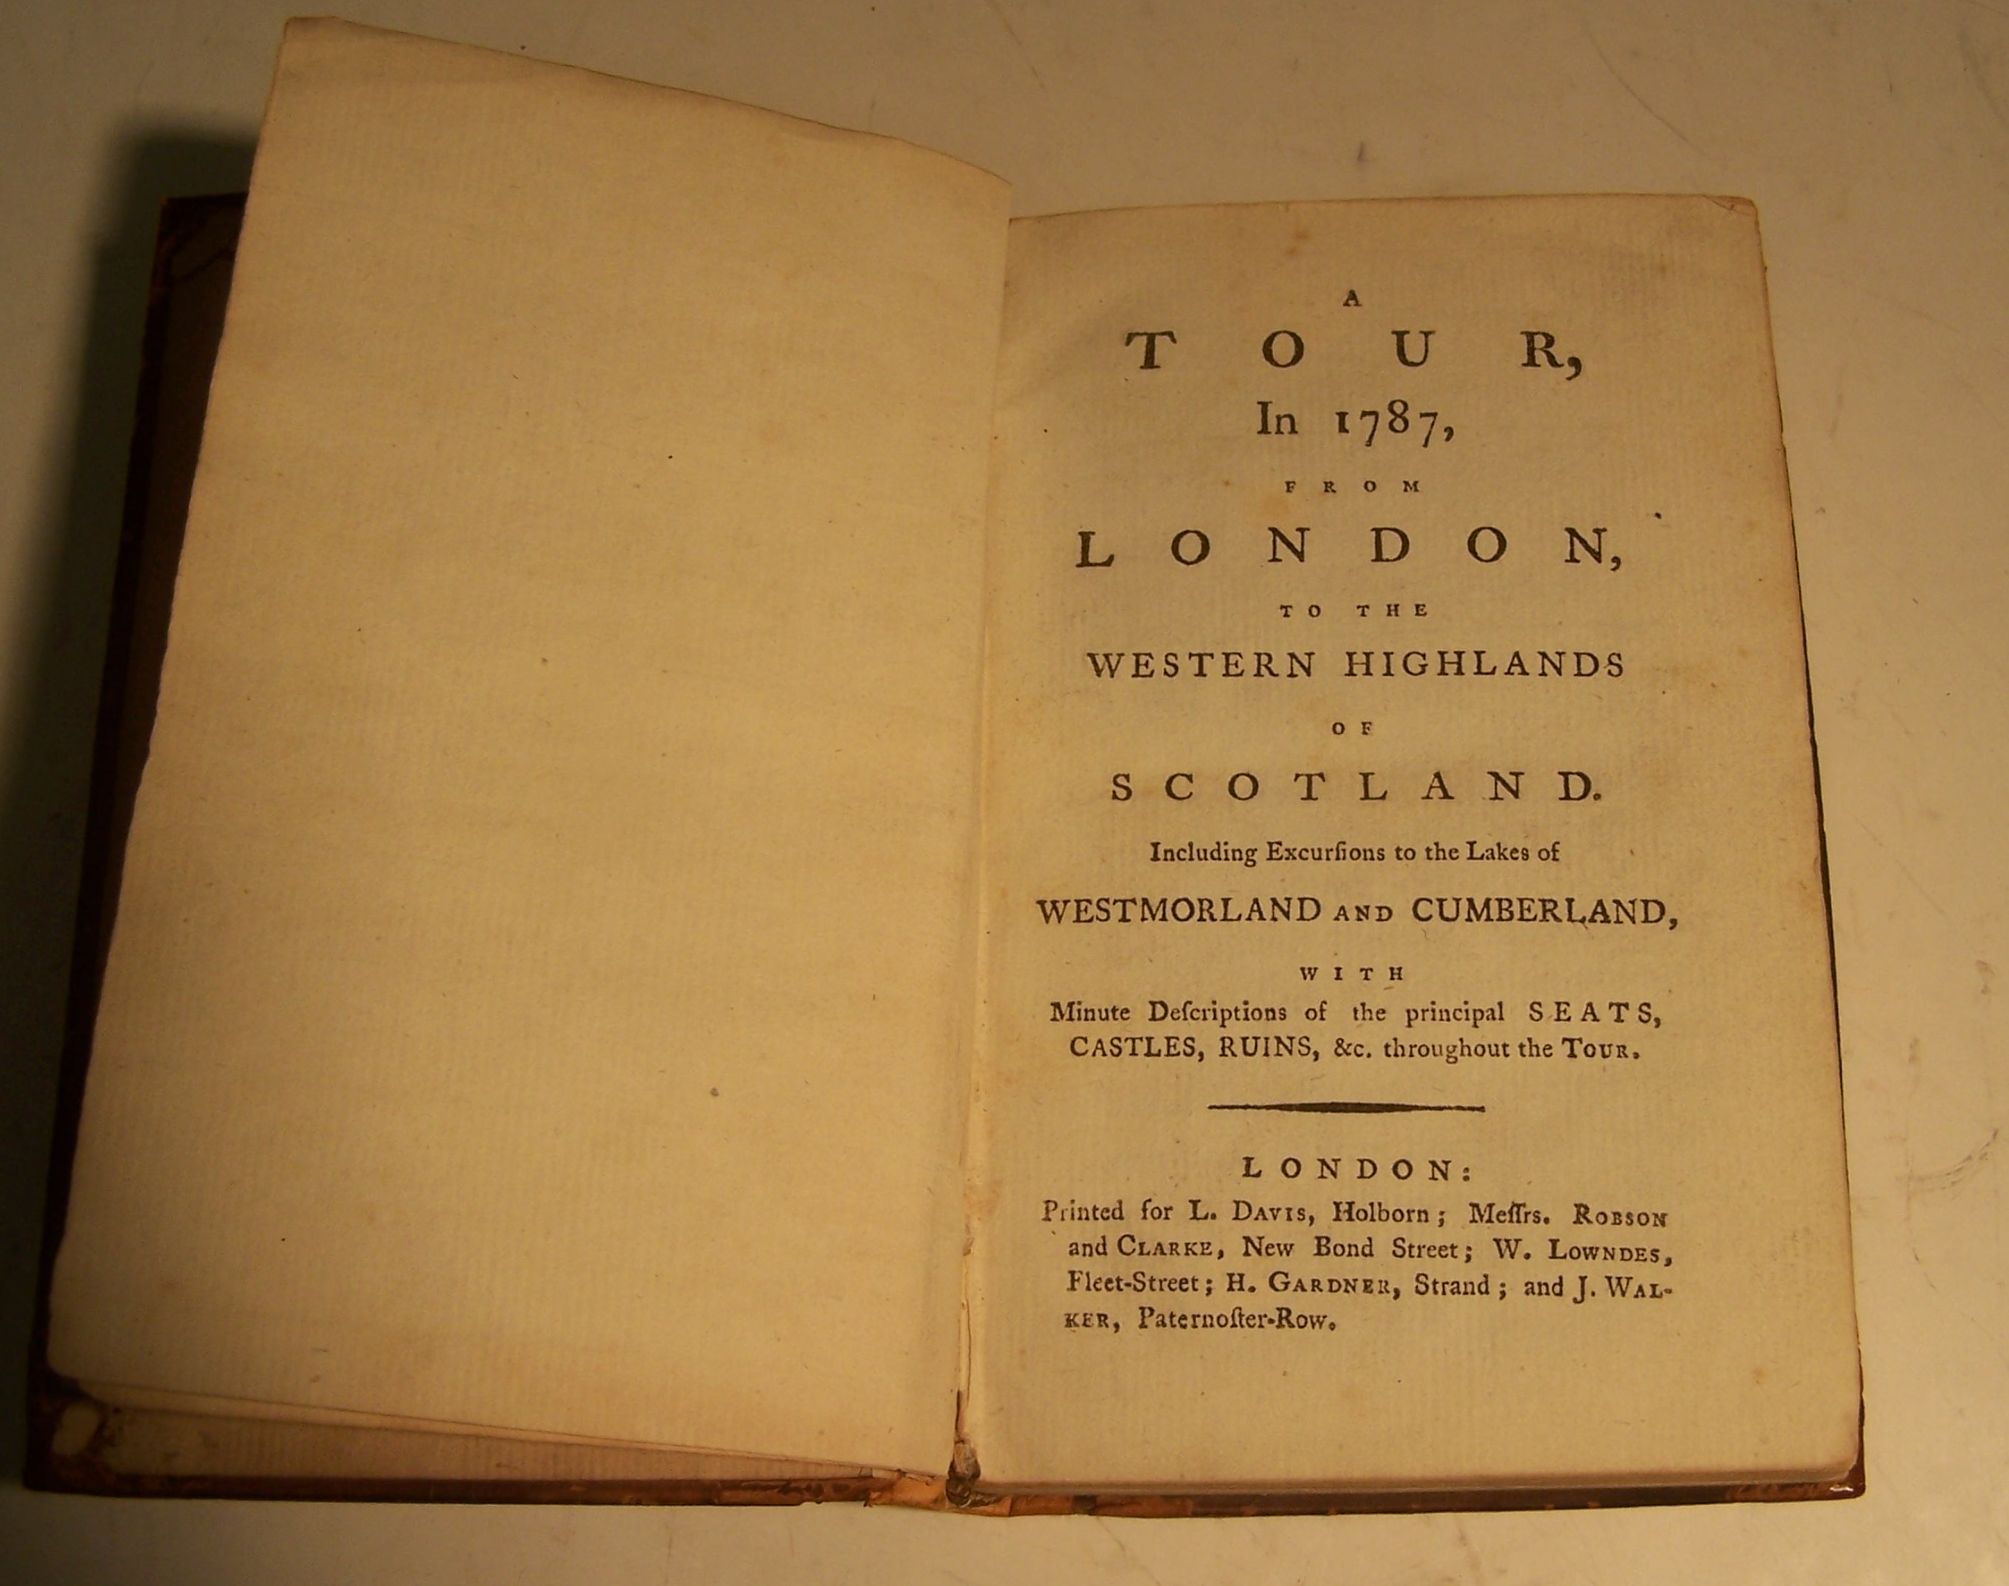 A
TOUR,
In 1787,
FROM
LONDON,
TO THE
WESTERN HIGHLANDS
OF
SCOTLAND.
Including Excurſions to the Lakes of
WESTMORLAND AND CUMBERLAND,
WITH
Minute Deſcriptions of the principal SEATS,
CASTLES, RUINS, &c. throughout the TOUR.
LONDON:
Printed for L. DAVIS, Holborn; Meſſrs. ROBSON
and CLARKE, New Bond Street; W. LOWNDES,
Fleet-Street; H. GARDNER, Strand; and J. WAL-
KER, Paternoſter-Row.